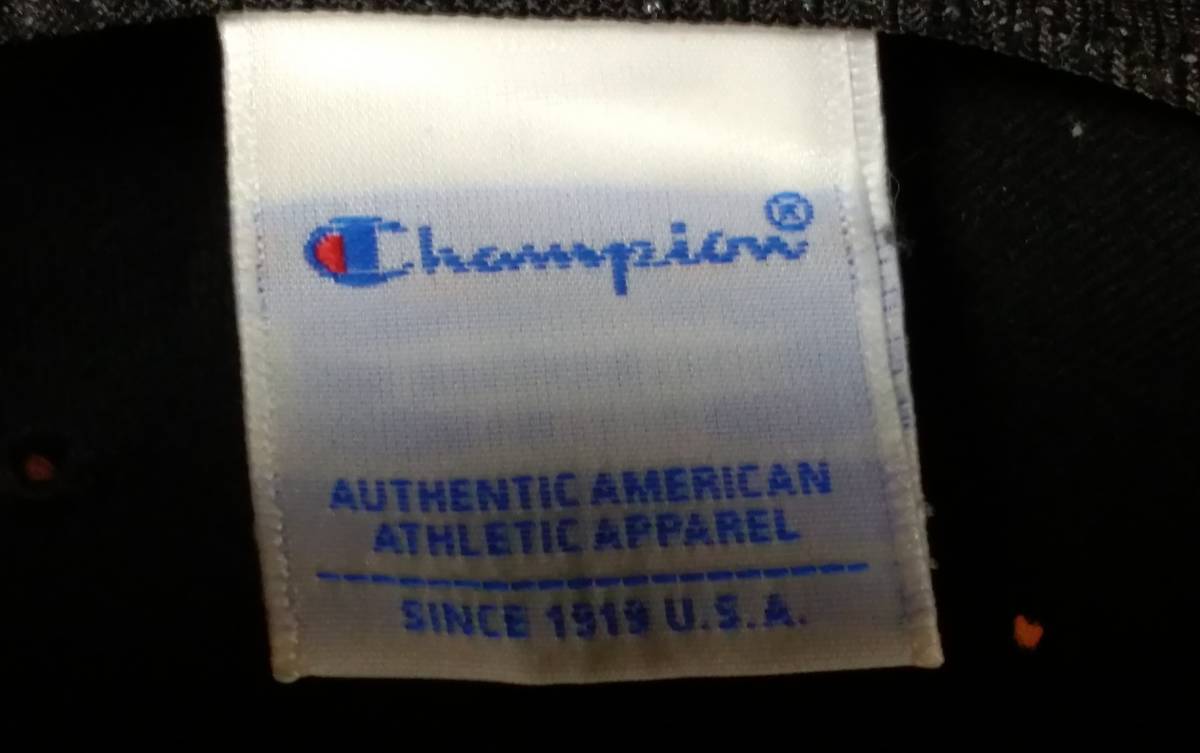 Champion®
AUTHENTIC AMERICAN
ATHLETIC APPAREL
SINCE 1919 U.S.A.